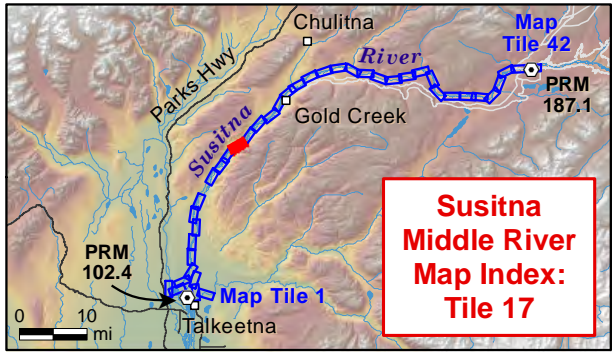 Chulitna
Map
Tile 42
River
Parks Hwy
PRM
187.1
Gold Creek
Susitna
PRM
102.4
Map Tile 1
Talkeetna
0 10
mi
Susitna
Middle River
Map Index:
Tile 17